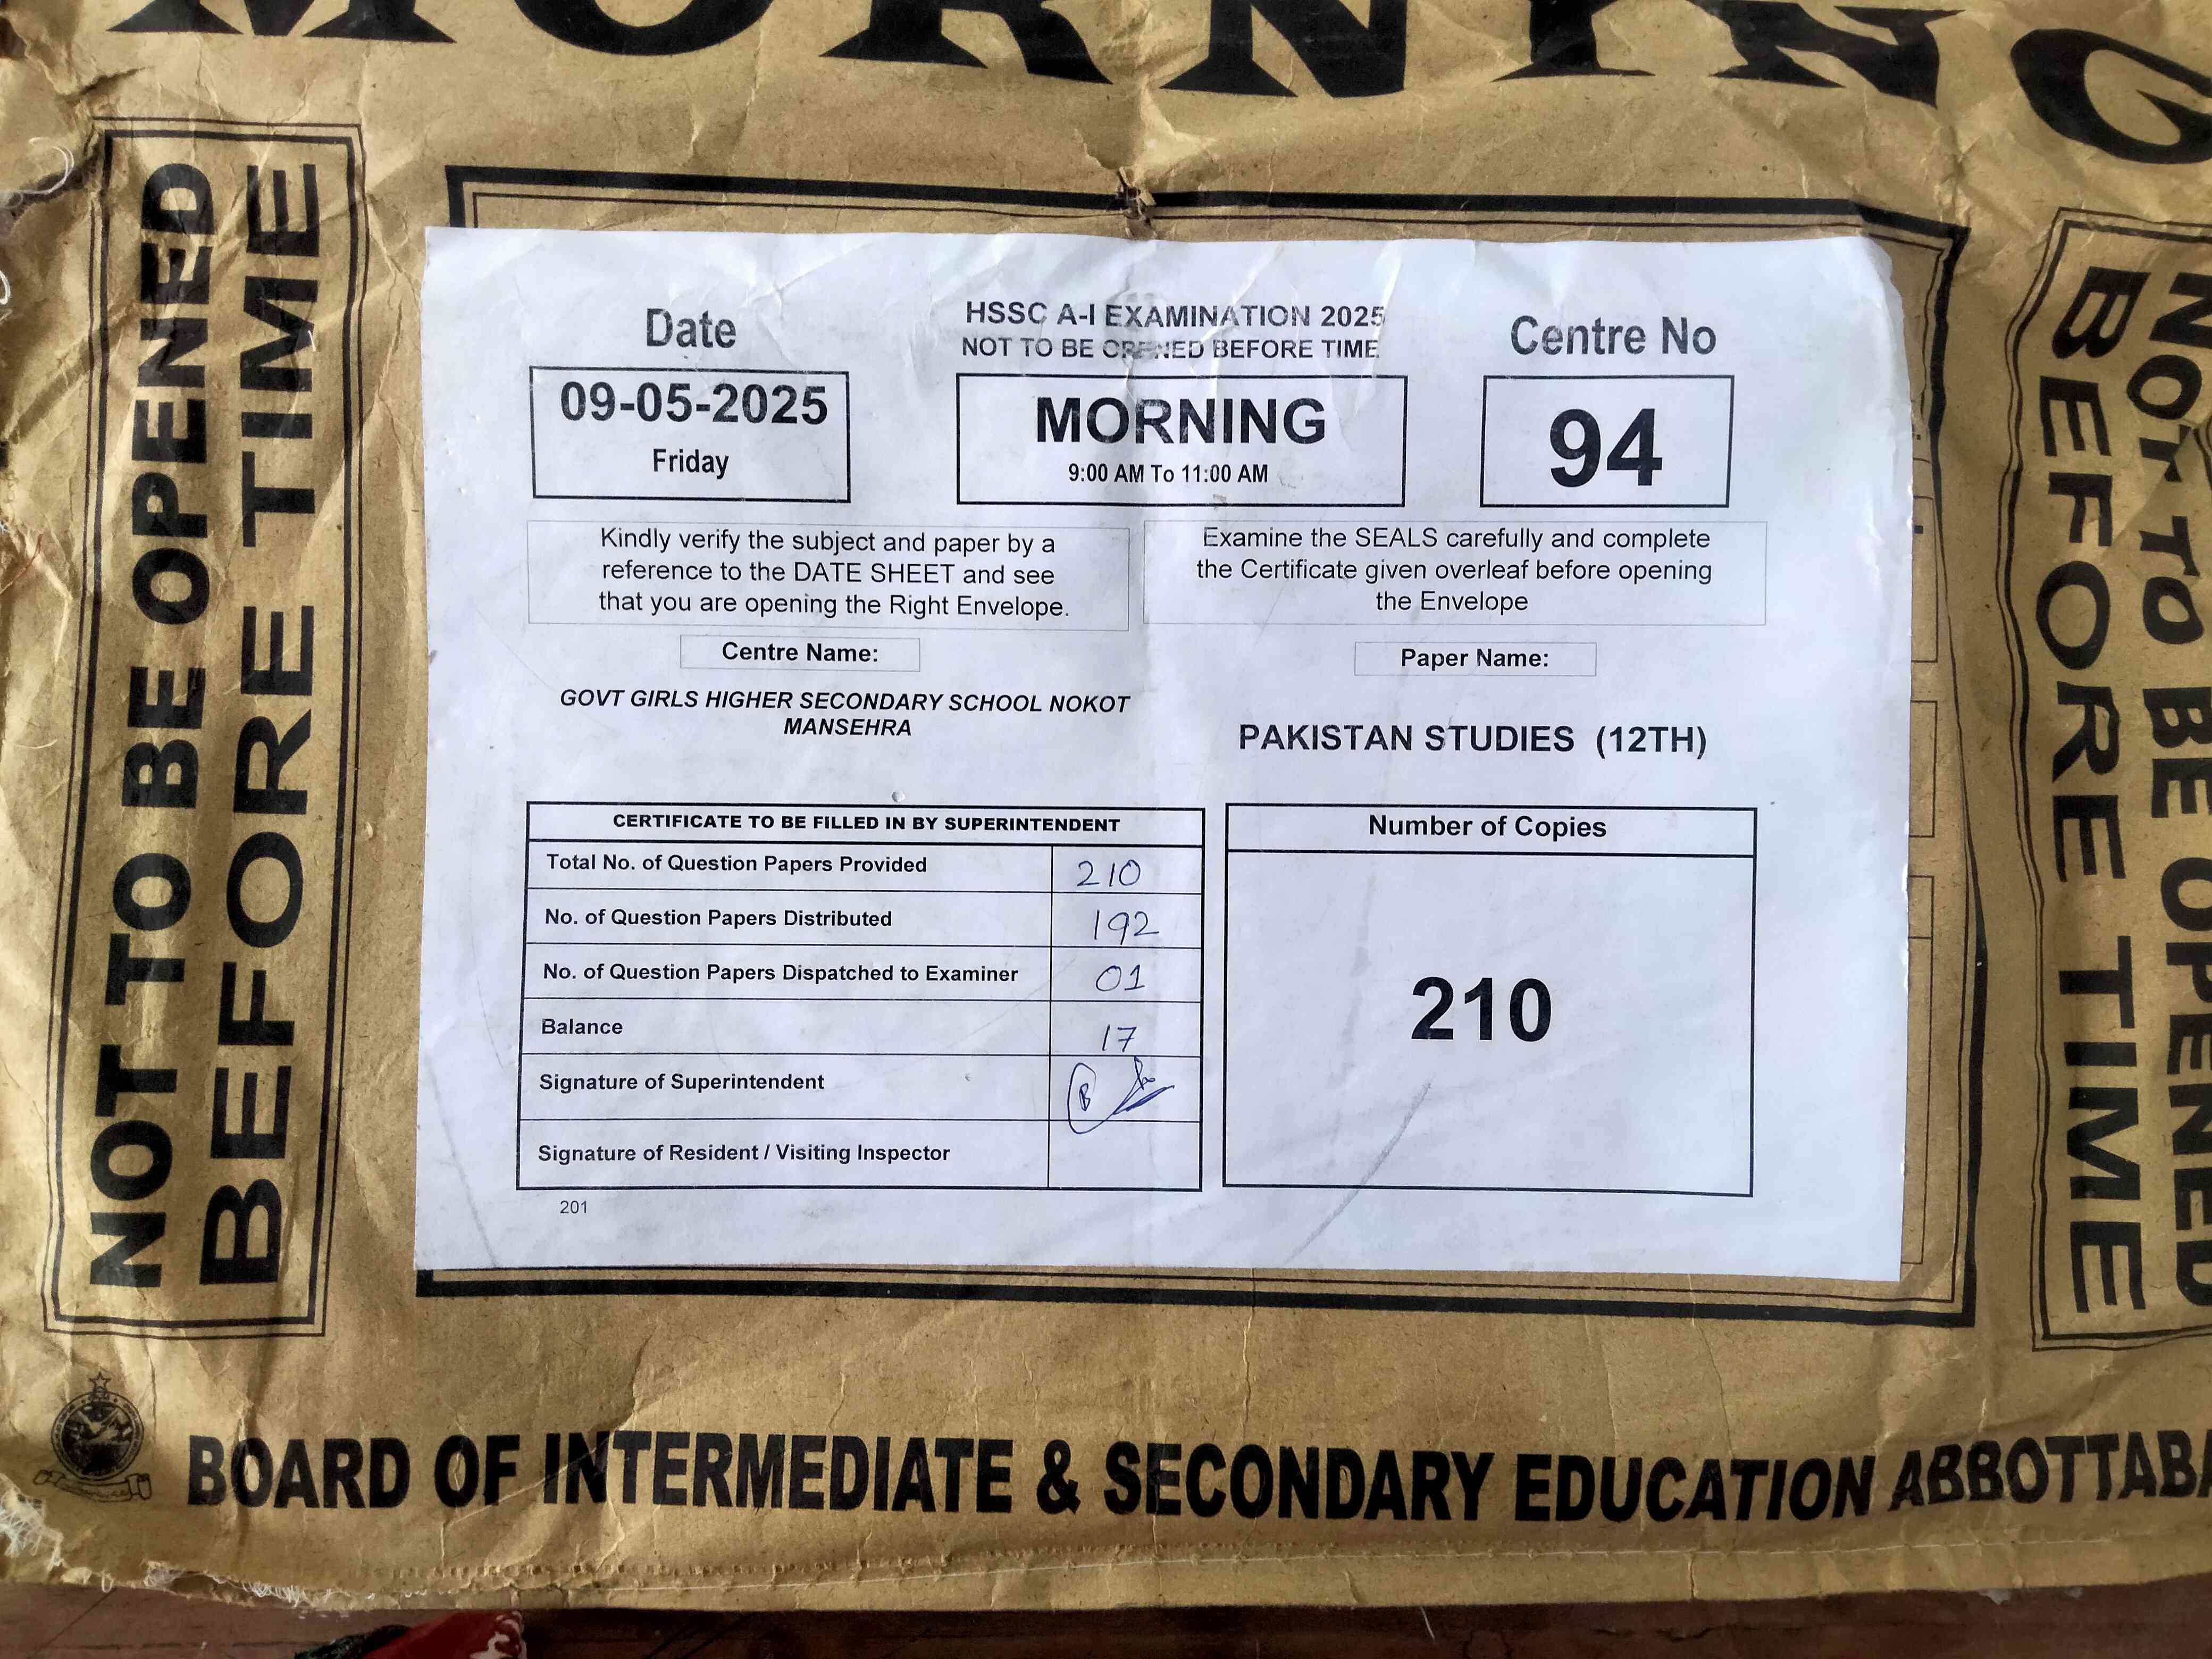 MORNING
NOT TO BE OPENED
BEFORE TIME
Date
09-05-2025
Friday
HSSC A-I EXAMINATION 2025
NOT TO BE OPENED BEFORE TIME
MORNING
9:00 AM To 11:00 AM
Centre No
94
Kindly verify the subject and paper by a
reference to the DATE SHEET and see
that you are opening the Right Envelope.
Examine the SEALS carefully and complete
the Certificate given overleaf before opening
the Envelope
Centre Name:
GOVT GIRLS HIGHER SECONDARY SCHOOL NOKOT
MANSEHRA
Paper Name:
PAKISTAN STUDIES (12TH)
CERTIFICATE TO BE FILLED IN BY SUPERINTENDENT
Total No. of Question Papers Provided 210
No. of Question Papers Distributed 192
No. of Question Papers Dispatched to Examiner 01
Balance 17
Signature of Superintendent
Signature of Resident / Visiting Inspector
201
Number of Copies
210
NOT TO BE OPENED
BEFORE TIME
BOARD OF INTERMEDIATE & SECONDARY EDUCATION ABBOTTABA